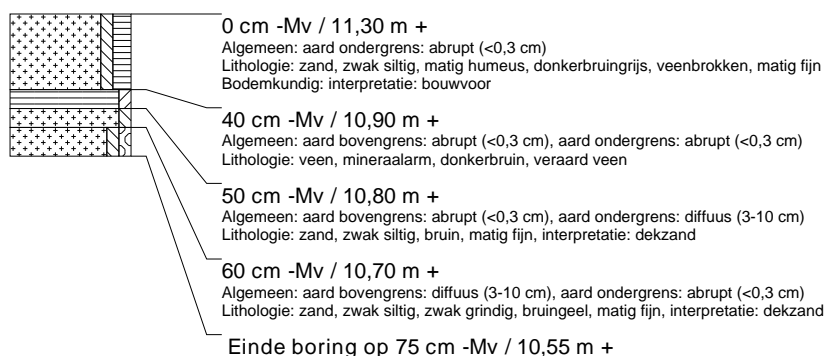 0 cm -Mv / 11,30 m +
Algemeen: aard ondergrens: abrupt (<0,3 cm)
Lithologie: zand, zwak siltig, matig humeus, donkerbruingrijs, veenbrokken, matig fijn
Bodemkundig: interpretatie: bouwvoor
40 cm -Mv / 10,90 m +
Algemeen: aard bovengrens: abrupt (<0,3 cm), aard ondergrens: abrupt (<0,3 cm)
Lithologie: veen, mineraalarm, donkerbruin, veraard veen
50 cm -Mv / 10,80 m +
Algemeen: aard bovengrens: abrupt (<0,3 cm), aard ondergrens: diffuus (3-10 cm)
Lithologie: zand, zwak siltig, bruin, matig fijn, interpretatie: dekzand
60 cm -Mv / 10,70 m +
Algemeen: aard bovengrens: diffuus (3-10 cm), aard ondergrens: abrupt (<0,3 cm)
Lithologie: zand, zwak siltig, zwak grindig, bruingeel, matig fijn, interpretatie: dekzand
Einde boring op 75 cm -Mv / 10,55 m +